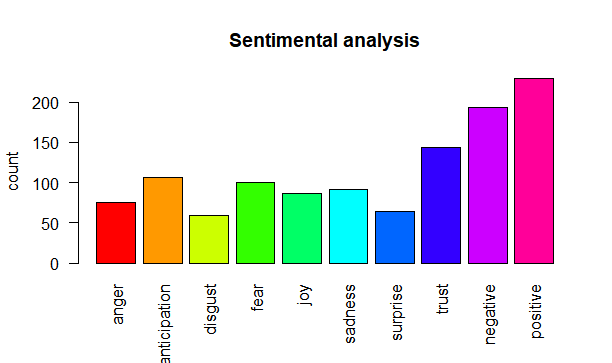 Sentimental analysis
count
200
150
100
50
0
anger
anticipation
disgust
fear
joy
sadness
surprise
trust
negative
positive